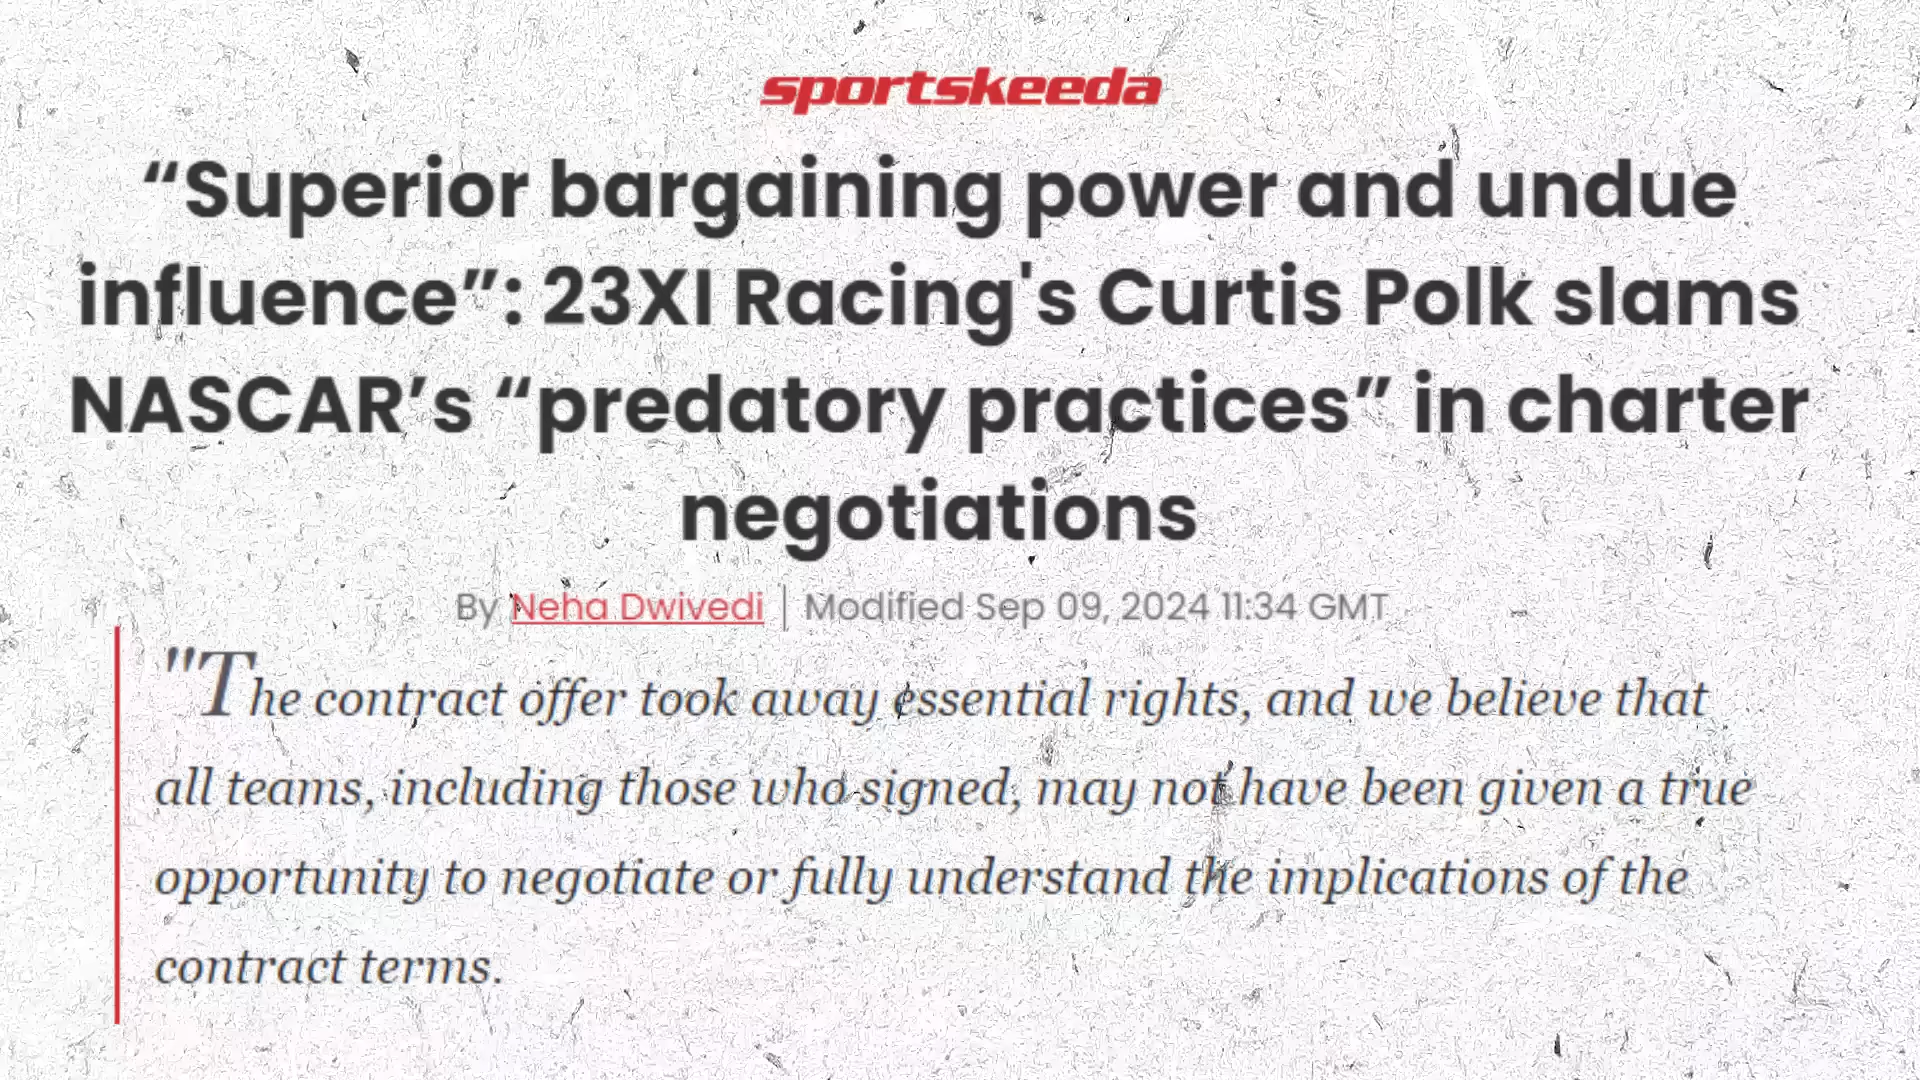 sportskeeda
“Superior bargaining power and undue
influence”: 23XI Racing's Curtis Polk slams
NASCAR’s “predatory practices” in charter
negotiations
By Neha Dwivedi | Modified Sep 09, 2024 11:34 GMT
"The contract offer took away essential rights, and we believe that
all teams, including those who signed, may not have been given a true
opportunity to negotiate or fully understand the implications of the
contract terms.